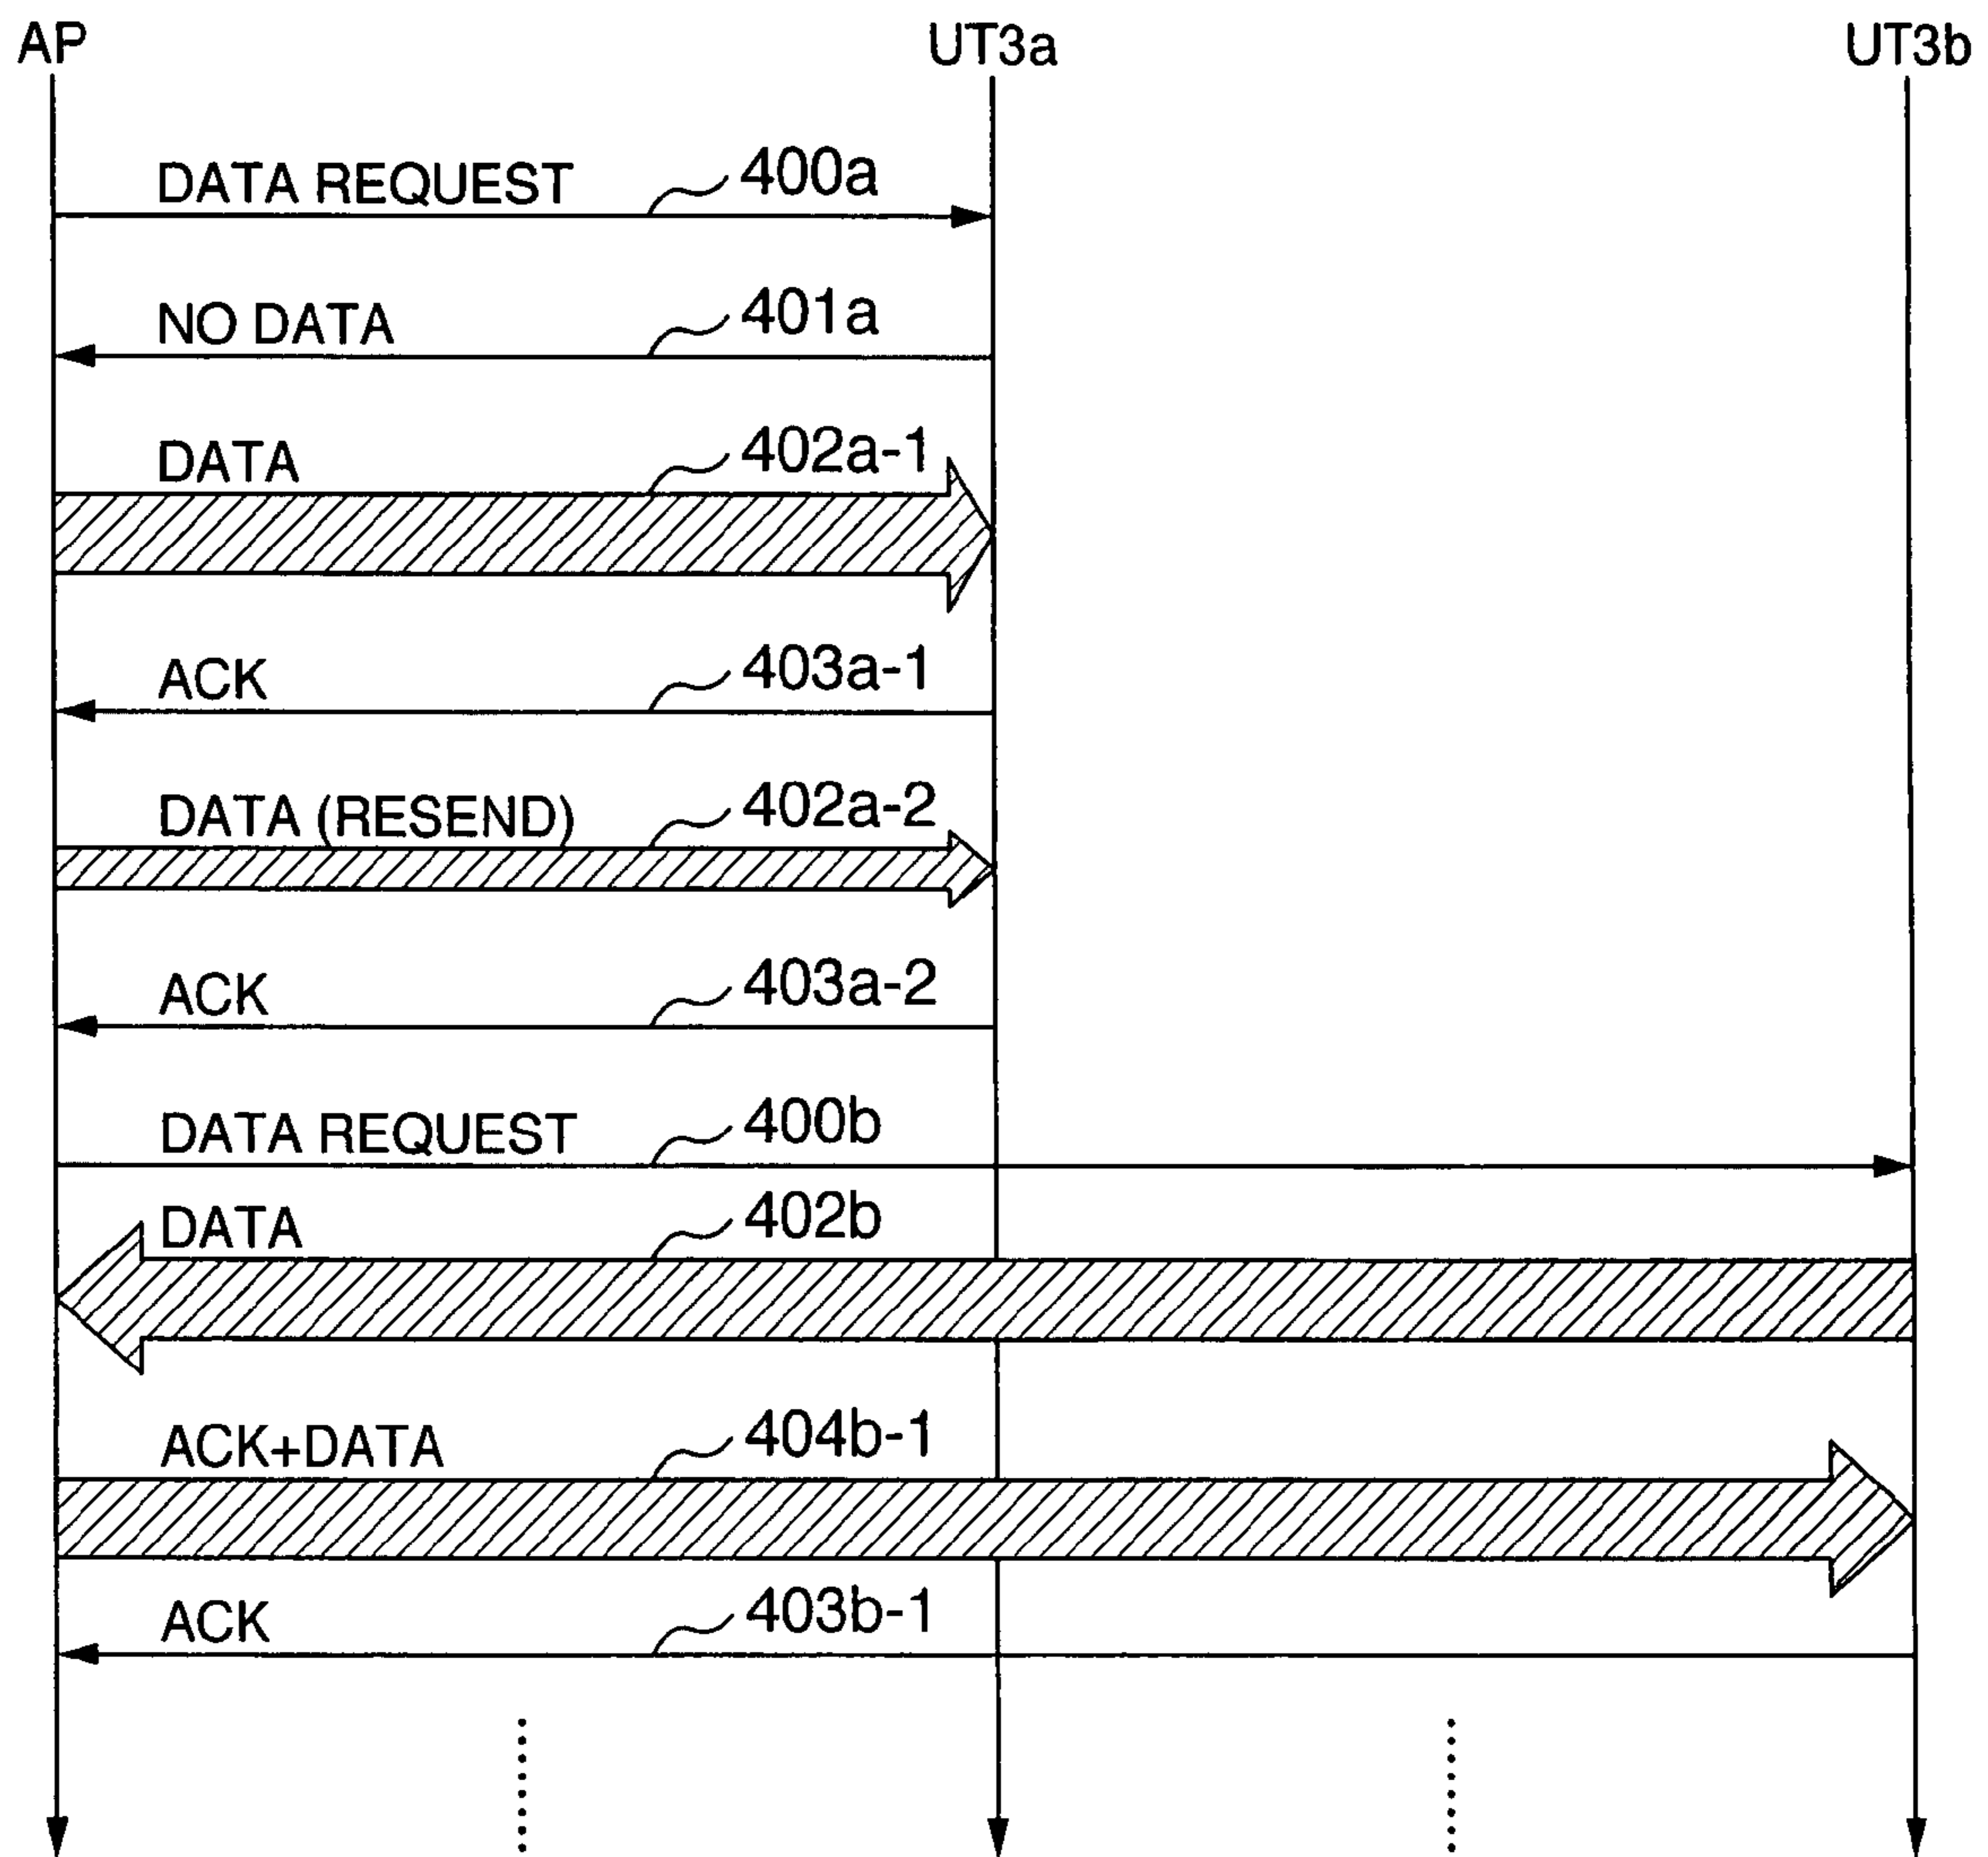 AP UT3a UT3b
DATA REQUEST 400a
NO DATA 401a
DATA 402a-1
ACK 403a-1
DATA (RESEND) 402a-2
ACK 403a-2
DATA REQUEST 400b
DATA 402b
ACK+DATA 404b-1
ACK 403b-1